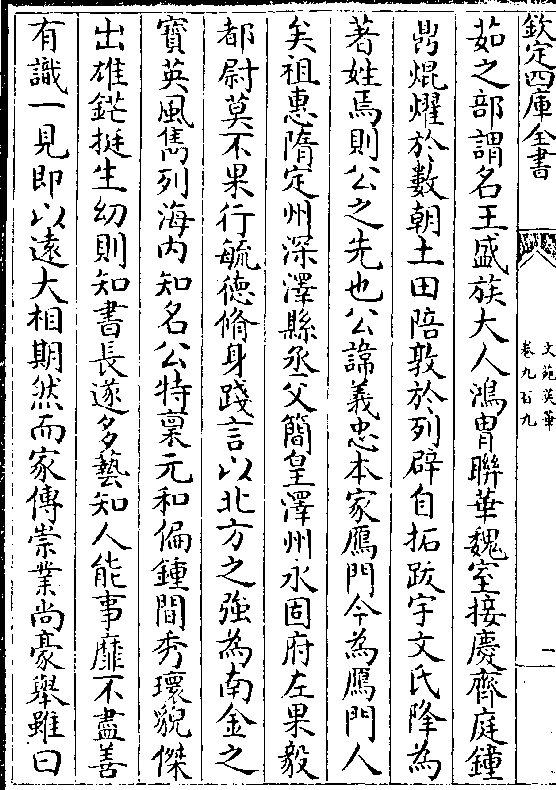 欽定四庫全書
文苑英華
卷九百九
一
茹之部謂名王盛族大人鴻胄聯華魏室接慶齊庭鐘
鼎焜燿於數朝土田陪敦於列辟自拓跋宇文氏降為
著姓焉則公之先也公諱義忠本家鴈門今為鴈門人
矣祖惠隋定州深澤縣丞父簡皇澤州永固府左果毅
都尉莫不果行毓德脩身踐言以北方之強為南金之
寶英風雋列海内知名公特稟元和偏鍾間秀瓌貌傑
出雄鋩挺生幼則知書長遂多藝知人能事靡不盡善
有識一見即以遠大相期然而家傳崇業尚豪舉雖曰